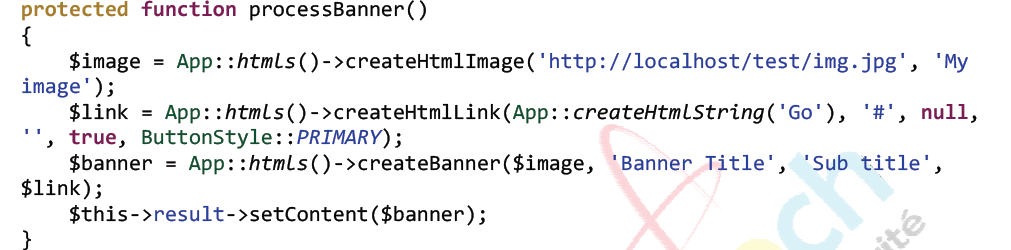 protected function processBanner()
{
    $image = App::htmls()->createHtmlImage('http://localhost/test/img.jpg', 'My
image');
    $link = App::htmls()->createHtmlLink(App::createHtmlString('Go'), '#', null,
'', true, ButtonStyle::PRIMARY);
    $banner = App::htmls()->createBanner($image, 'Banner Title', 'Sub title',
$link);
    $this->result->setContent($banner);
}
ech
ité